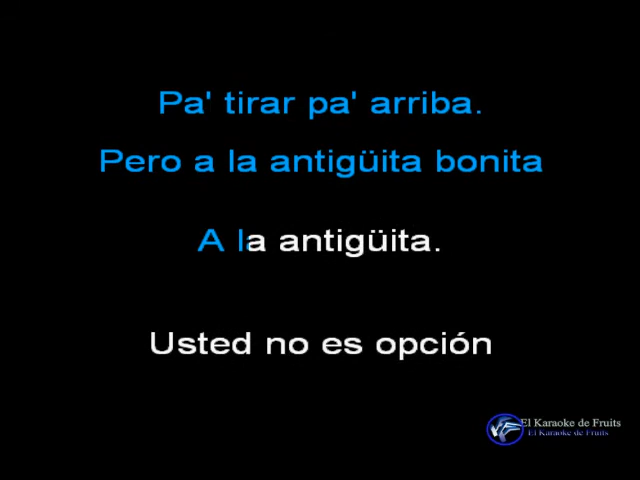 Pa' tirar pa' arriba.
Pero a la antigüita bonita
A la antigüita.
Usted no es opción
El Karaoke de Fruits
El Karaoke de Fruits